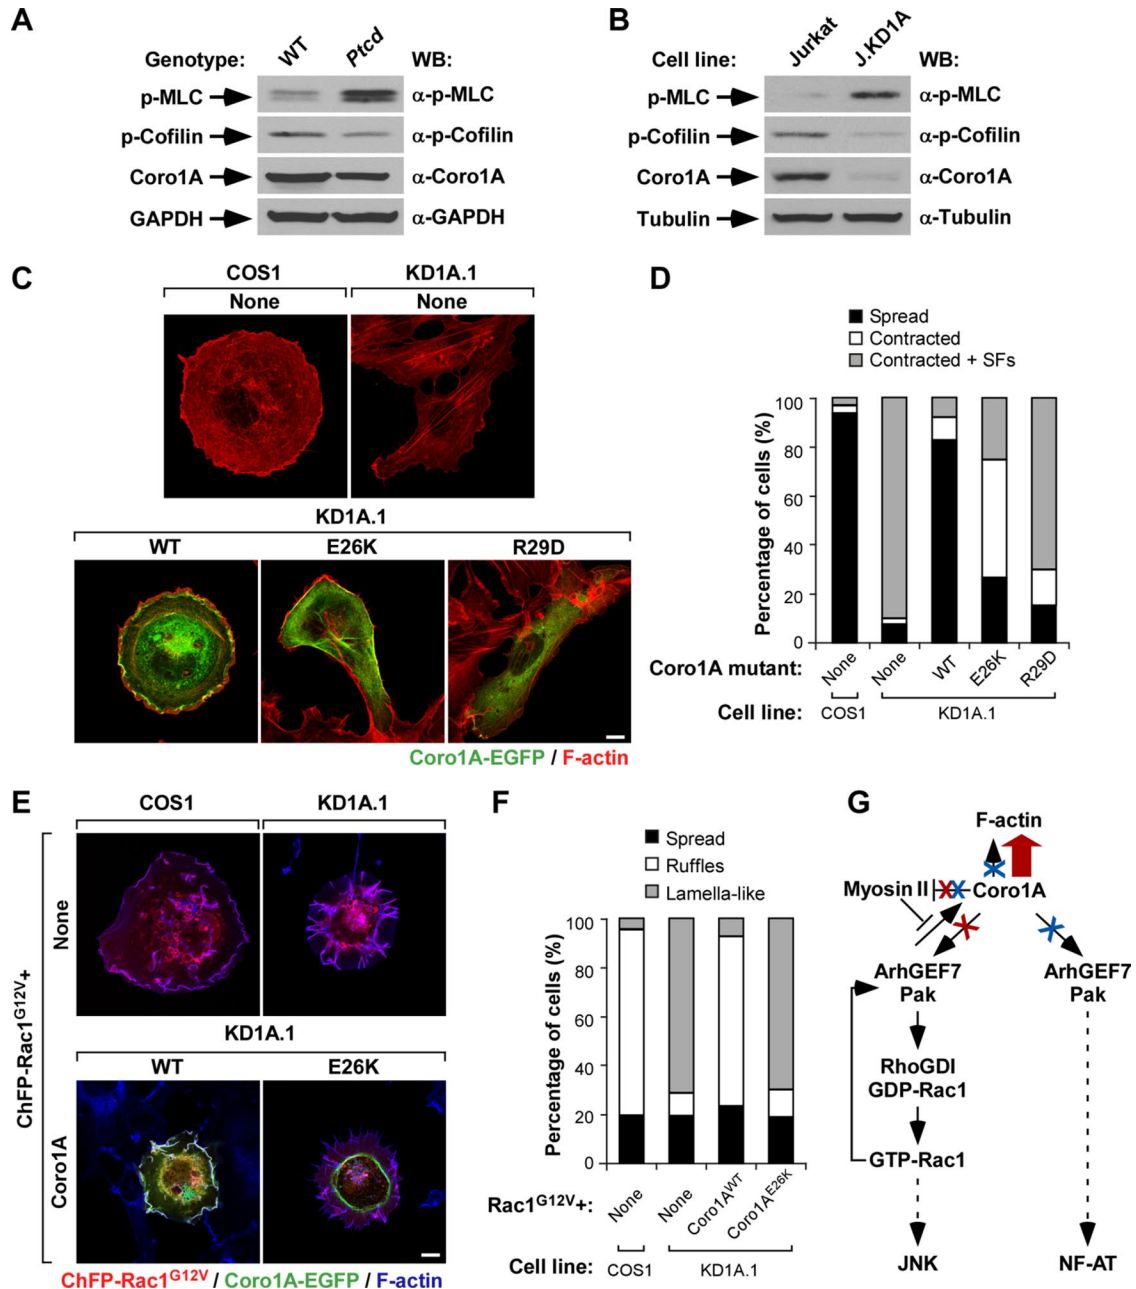 A
Genotype: WT Ptcd WB:
p-MLC α-p-MLC
p-Cofilin α-p-Cofilin
Coro1A α-Coro1A
GAPDH α-GAPDH
B
Cell line: Jurkat J.KD1A WB:
p-MLC α-p-MLC
p-Cofilin α-p-Cofilin
Coro1A α-Coro1A
Tubulin α-Tubulin
C
COS1 KD1A.1
None None
KD1A.1
WT E26K R29D
Coro1A-EGFP / F-actin
D
Spread
Contracted
Contracted + SFs
Percentage of cells (%)
100
80
60
40
20
0
Coro1A mutant: None None WT E26K R29D
Cell line: COS1 KD1A.1
E
COS1 KD1A.1
ChFP-Rac1G12V+
None
KD1A.1
WT E26K
Coro1A
ChFP-Rac1G12V / Coro1A-EGFP / F-actin
F
Spread
Ruffles
Lamella-like
Percentage of cells (%)
100
80
60
40
20
0
Rac1G12V+: None None Coro1AWT Coro1AE26K
Cell line: COS1 KD1A.1
G
F-actin
Myosin II Coro1A
ArhGEF7 ArhGEF7
Pak Pak
RhoGDI
GDP-Rac1
GTP-Rac1
JNK NF-AT